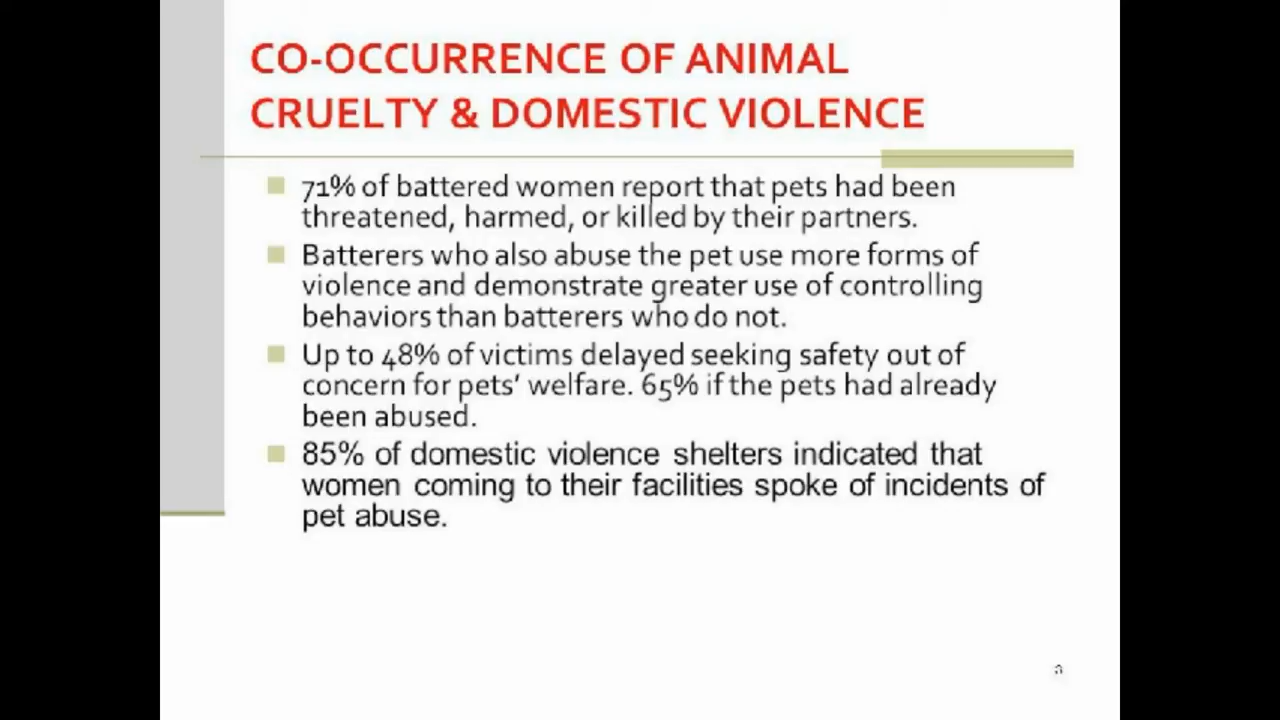 CO-OCCURRENCE OF ANIMAL
CRUELTY & DOMESTIC VIOLENCE
71% of battered women report that pets had been
threatened, harmed, or killed by their partners.
Batterers who also abuse the pet use more forms of
violence and demonstrate greater use of controlling
behaviors than batterers who do not.
Up to 48% of victims delayed seeking safety out of
concern for pets' welfare. 65% if the pets had already
been abused.
85% of domestic violence shelters indicated that
women coming to their facilities spoke of incidents of
pet abuse.